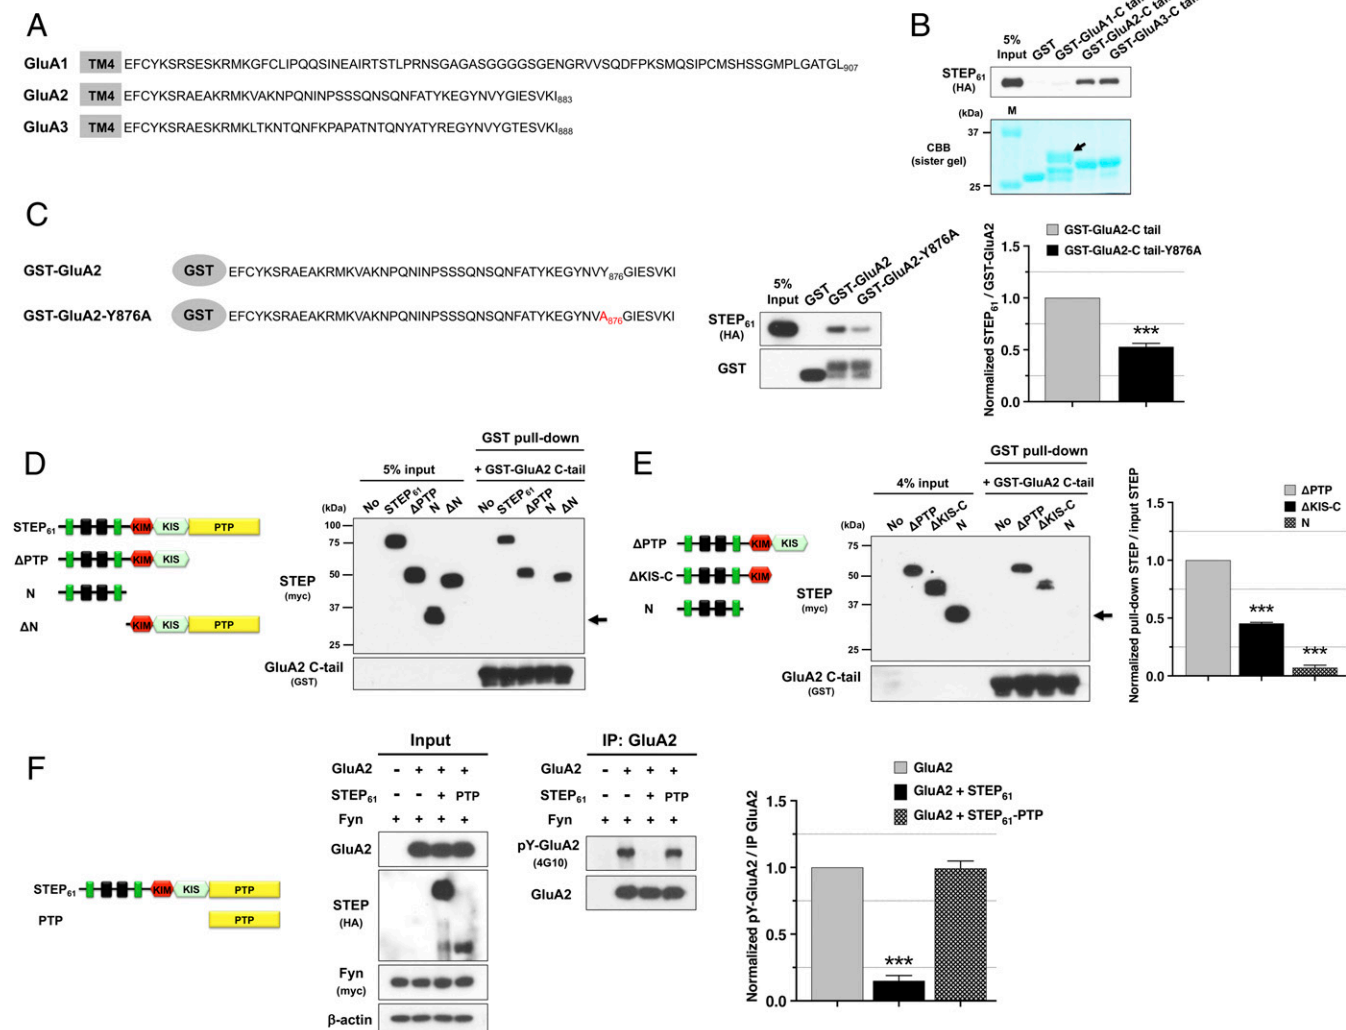 A
GluA1 TM4 EFCYKSRSESKRMKGFCLIPQQSINEAIRTSTLPRNSGAGASGGGGSGENGRVVSQDFPKSMQSIPCMSHSSGMPLGATGL907
GluA2 TM4 EFCYKSRAEAKRMKVAKNPQNINPSSSQNSQNFATYKEGYNVYGIESVKI883
GluA3 TM4 EFCYKSRAESKRMKLTKNTQNFKPAPATNTQNYATYREGYNVYGTESVKI888
B
5% Input
GST
GST-GluA1-C tail
GST-GluA2-C tail
GST-GluA3-C tail
STEP61
(HA)
(kDa)
M
37
25
CBB
(sister gel)
C
GST-GluA2 GST EFCYKSRAEAKRMKVAKNPQNINPSSSQNSQNFATYKEGYNVY876GIESVKI
GST-GluA2-Y876A GST EFCYKSRAEAKRMKVAKNPQNINPSSSQNSQNFATYKEGYNVA876GIESVKI
5% Input
GST
GST-GluA2
GST-GluA2-Y876A
STEP61
(HA)
GST
GST-GluA2-C tail
GST-GluA2-C tail-Y876A
Normalized STEP61 / GST-GluA2
1.5
1.0
0.5
0.0
***
D
STEP61 KIM KIS PTP
ΔPTP KIM KIS
N
ΔN KIM KIS PTP
GST pull-down
5% input
+ GST-GluA2 C-tail
No STEP61 ΔPTP N ΔN
No STEP61 ΔPTP N ΔN
(kDa)
100
75
50
37
25
STEP
(myc)
GluA2 C-tail
(GST)
E
ΔPTP KIM KIS
ΔKIS-C KIM
N
GST pull-down
4% input
+ GST-GluA2 C-tail
No ΔPTP ΔKIS-C N
No ΔPTP ΔKIS-C N
(kDa)
75
50
37
25
STEP
(myc)
GluA2 C-tail
(GST)
ΔPTP
ΔKIS-C
N
Normalized pull-down STEP / input STEP
1.5
1.0
0.5
0.0
***
***
F
STEP61 KIM KIS PTP
PTP PTP
Input
GluA2 - + + +
STEP61 - - + PTP
Fyn + + + +
GluA2
STEP
(HA)
Fyn
(myc)
β-actin
IP: GluA2
GluA2 - + + +
STEP61 - - + PTP
Fyn + + + +
pY-GluA2
(4G10)
GluA2
GluA2
GluA2 + STEP61
GluA2 + STEP61-PTP
Normalized pY-GluA2 / IP GluA2
1.5
1.0
0.5
0.0
***